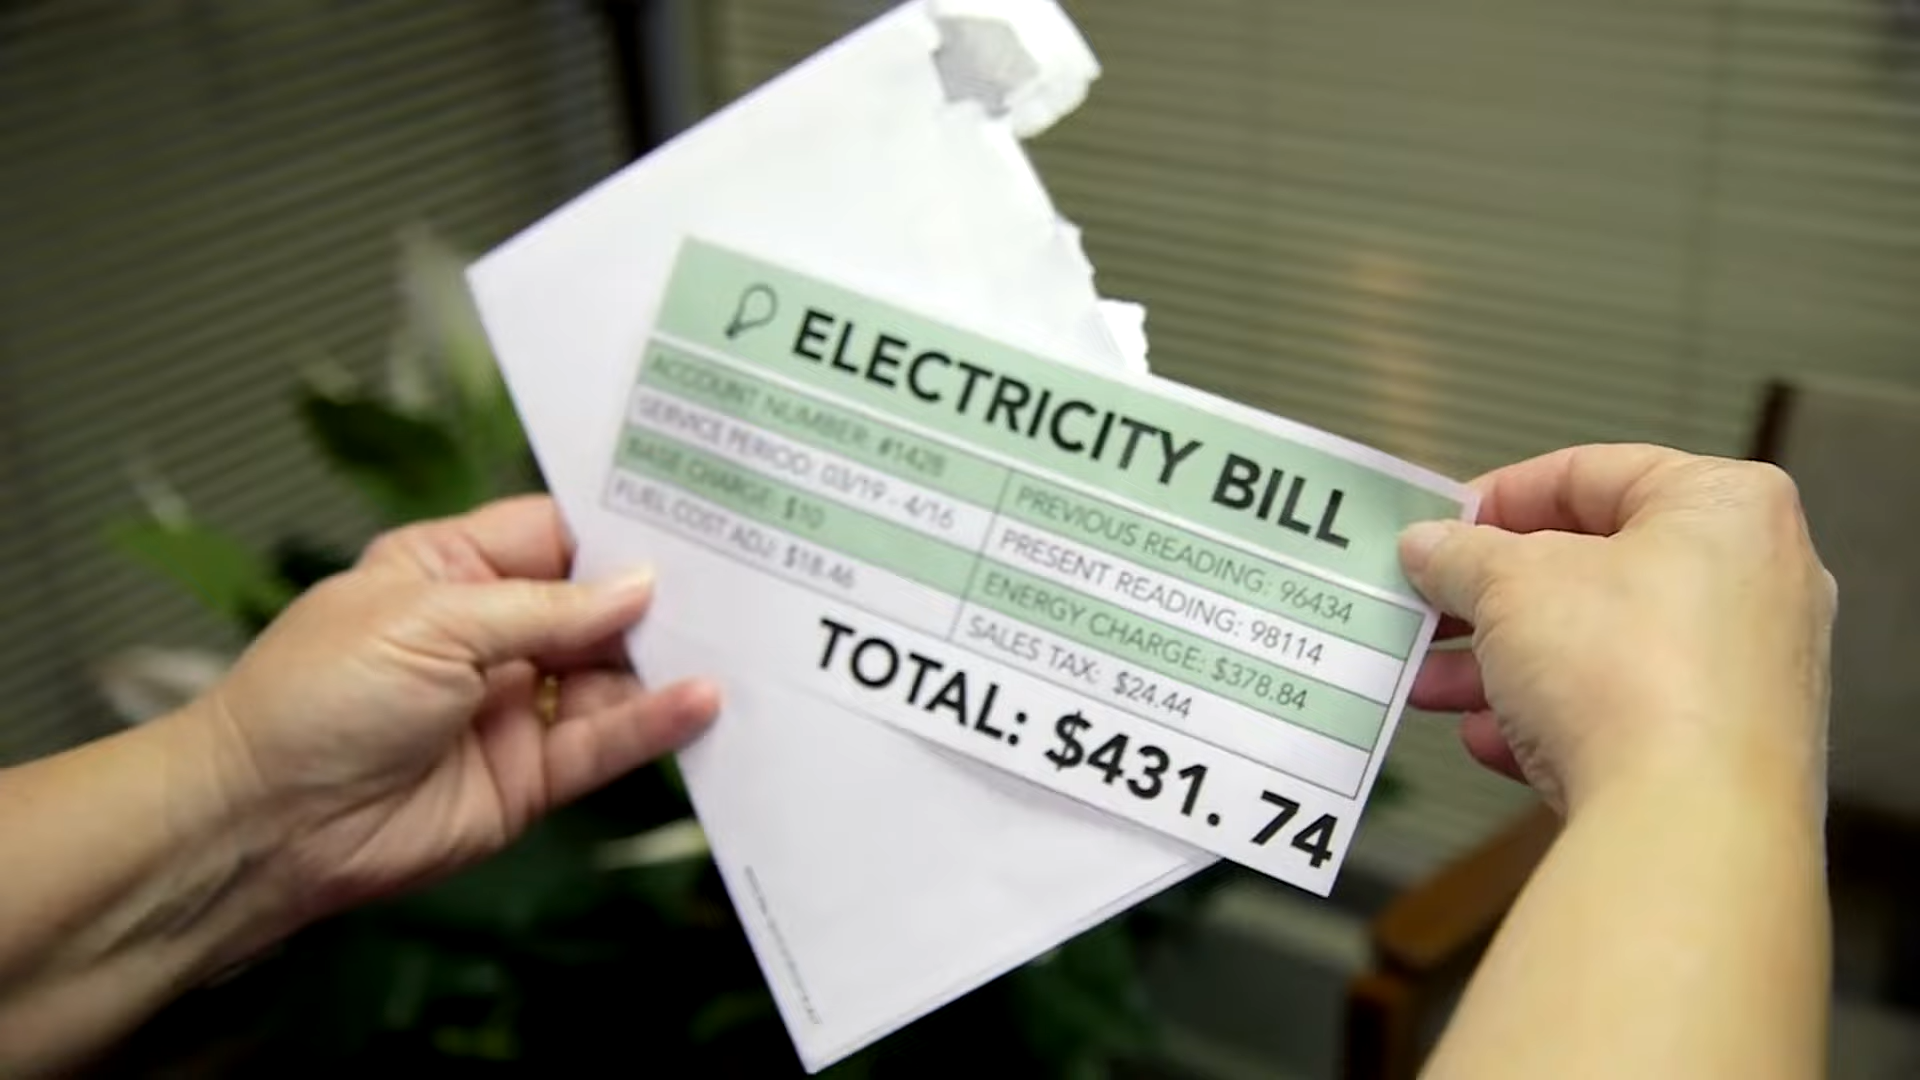 ELECTRICITY BILL
ACCOUNT NUMBER: #1428
SERVICE PERIOD: 03/19 - 4/16
BASE CHARGE: $10
FUEL COST ADJ: $18.46
PREVIOUS READING: 96434
PRESENT READING: 98114
ENERGY CHARGE: $378.84
SALES TAX: $24.44
TOTAL: $431. 74